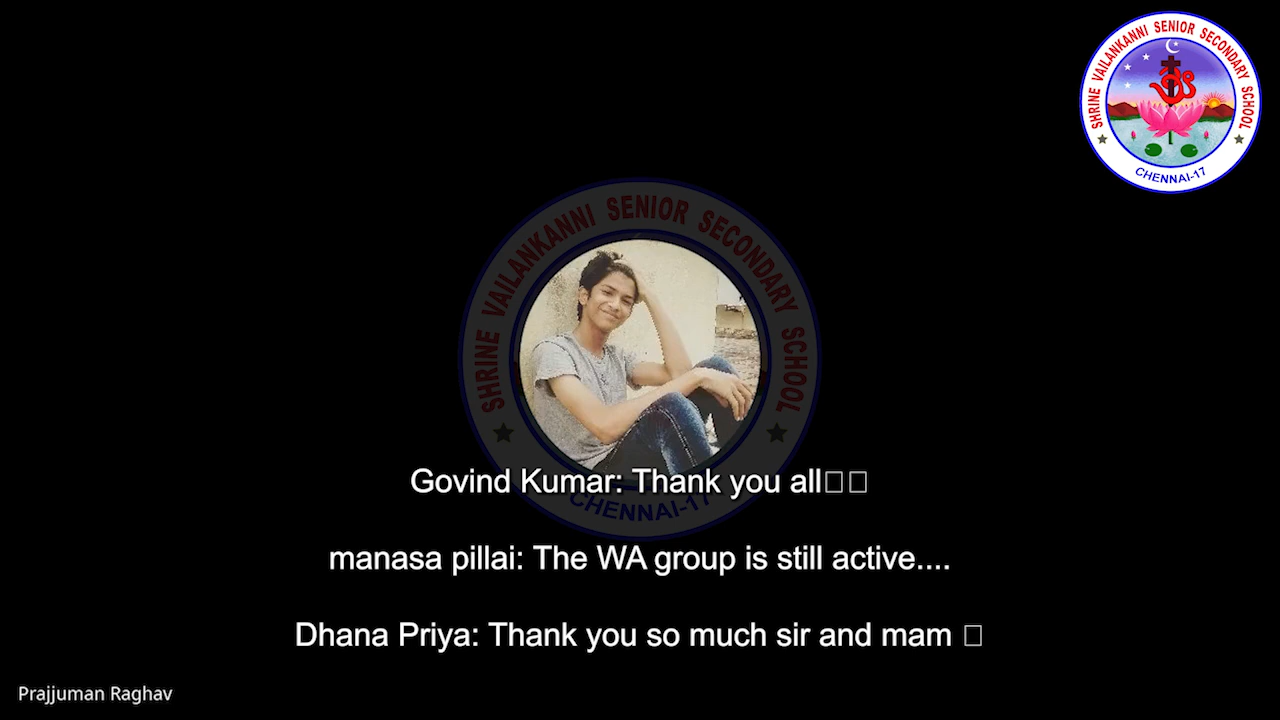 SHRINE VAILANKANNI SENIOR SECONDARY SCHOOL
CHENNAI-17
SHRINE VAILANKANNI SENIOR SECONDARY SCHOOL
CHENNAI-17
Govind Kumar: Thank you all□□
manasa pillai: The WA group is still active....
Dhana Priya: Thank you so much sir and mam □
Prajjuman Raghav